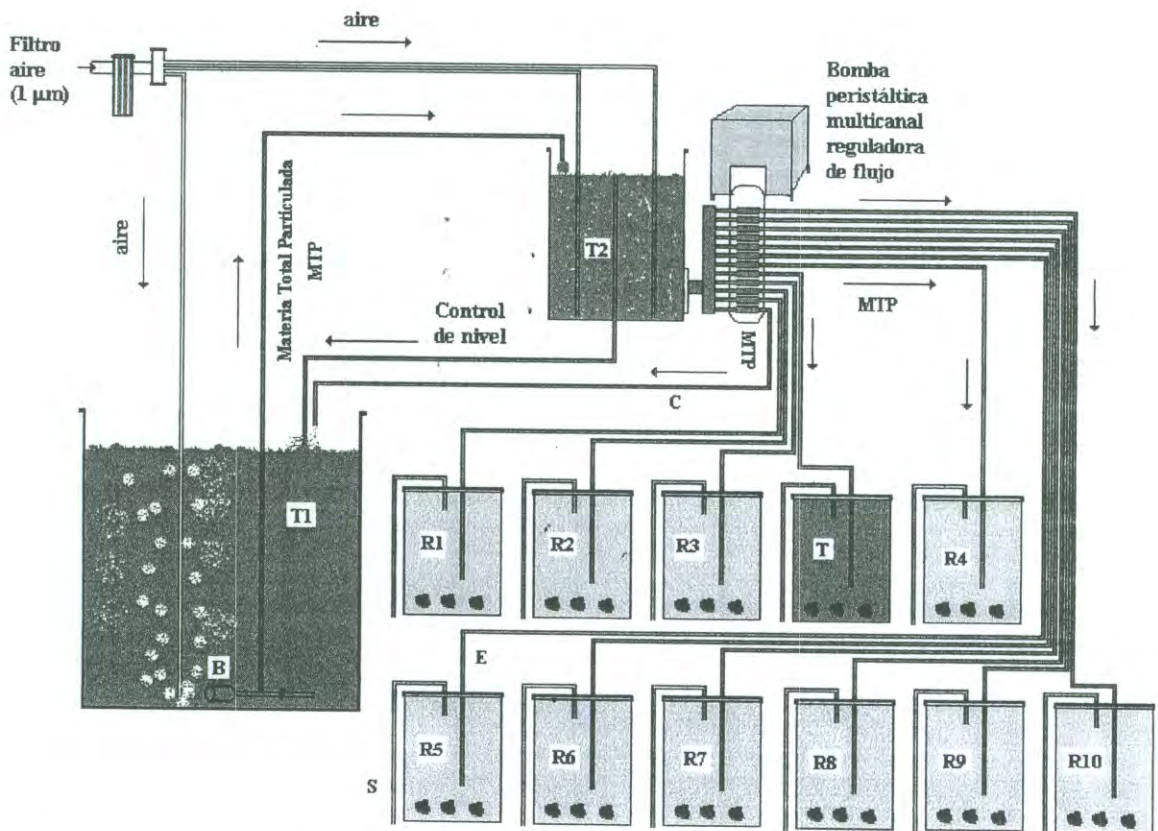 aire
Filtro
aire
(1 µm)
Bomba
peristáltica
multicanal
reguladora
de flujo
aire
Materia Total Particulada
MTP
T2
Control
de nivel
MTP
MTP
C
T1
B
R1
R2
R3
T
R4
E
S
R5
R6
R7
R8
R9
R10